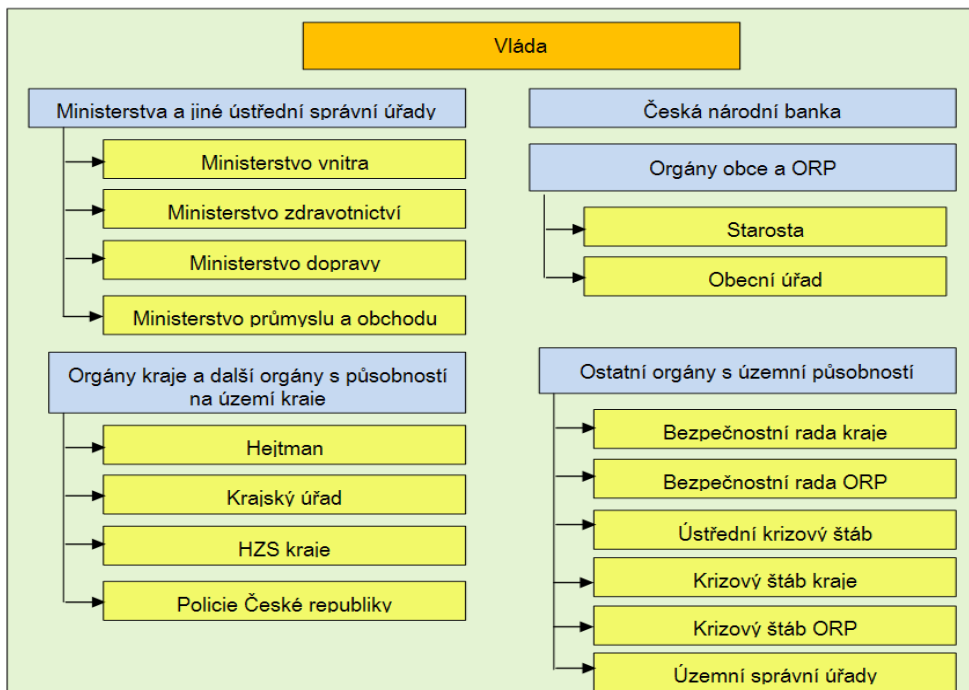 Vláda
Ministerstva a jiné ústřední správní úřady
Ministerstvo vnitra
Ministerstvo zdravotnictví
Ministerstvo dopravy
Ministerstvo průmyslu a obchodu
Česká národní banka
Orgány obce a ORP
Starosta
Obecní úřad
Orgány kraje a další orgány s působností
na území kraje
Hejtman
Krajský úřad
HZS kraje
Policie České republiky
Ostatní orgány s územní působností
Bezpečnostní rada kraje
Bezpečnostní rada ORP
Ústřední krizový štáb
Krizový štáb kraje
Krizový štáb ORP
Územní správní úřady